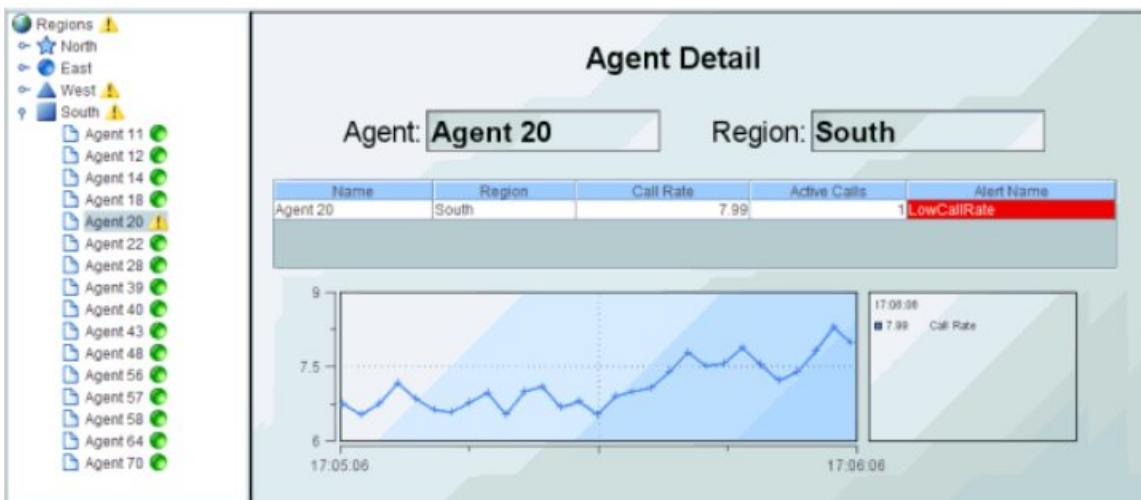 Regions
North
East
West
South
Agent 11
Agent 12
Agent 14
Agent 18
Agent 20
Agent 22
Agent 28
Agent 39
Agent 40
Agent 43
Agent 48
Agent 56
Agent 57
Agent 58
Agent 64
Agent 70
Agent Detail
Agent: Agent 20 Region: South
Name Region Call Rate Active Calls Alert Name
Agent 20 South 7.99 1 LowCallRate
9
7.5
6
17:05:06 17:06:06
17:06:06
7.99 Call Rate